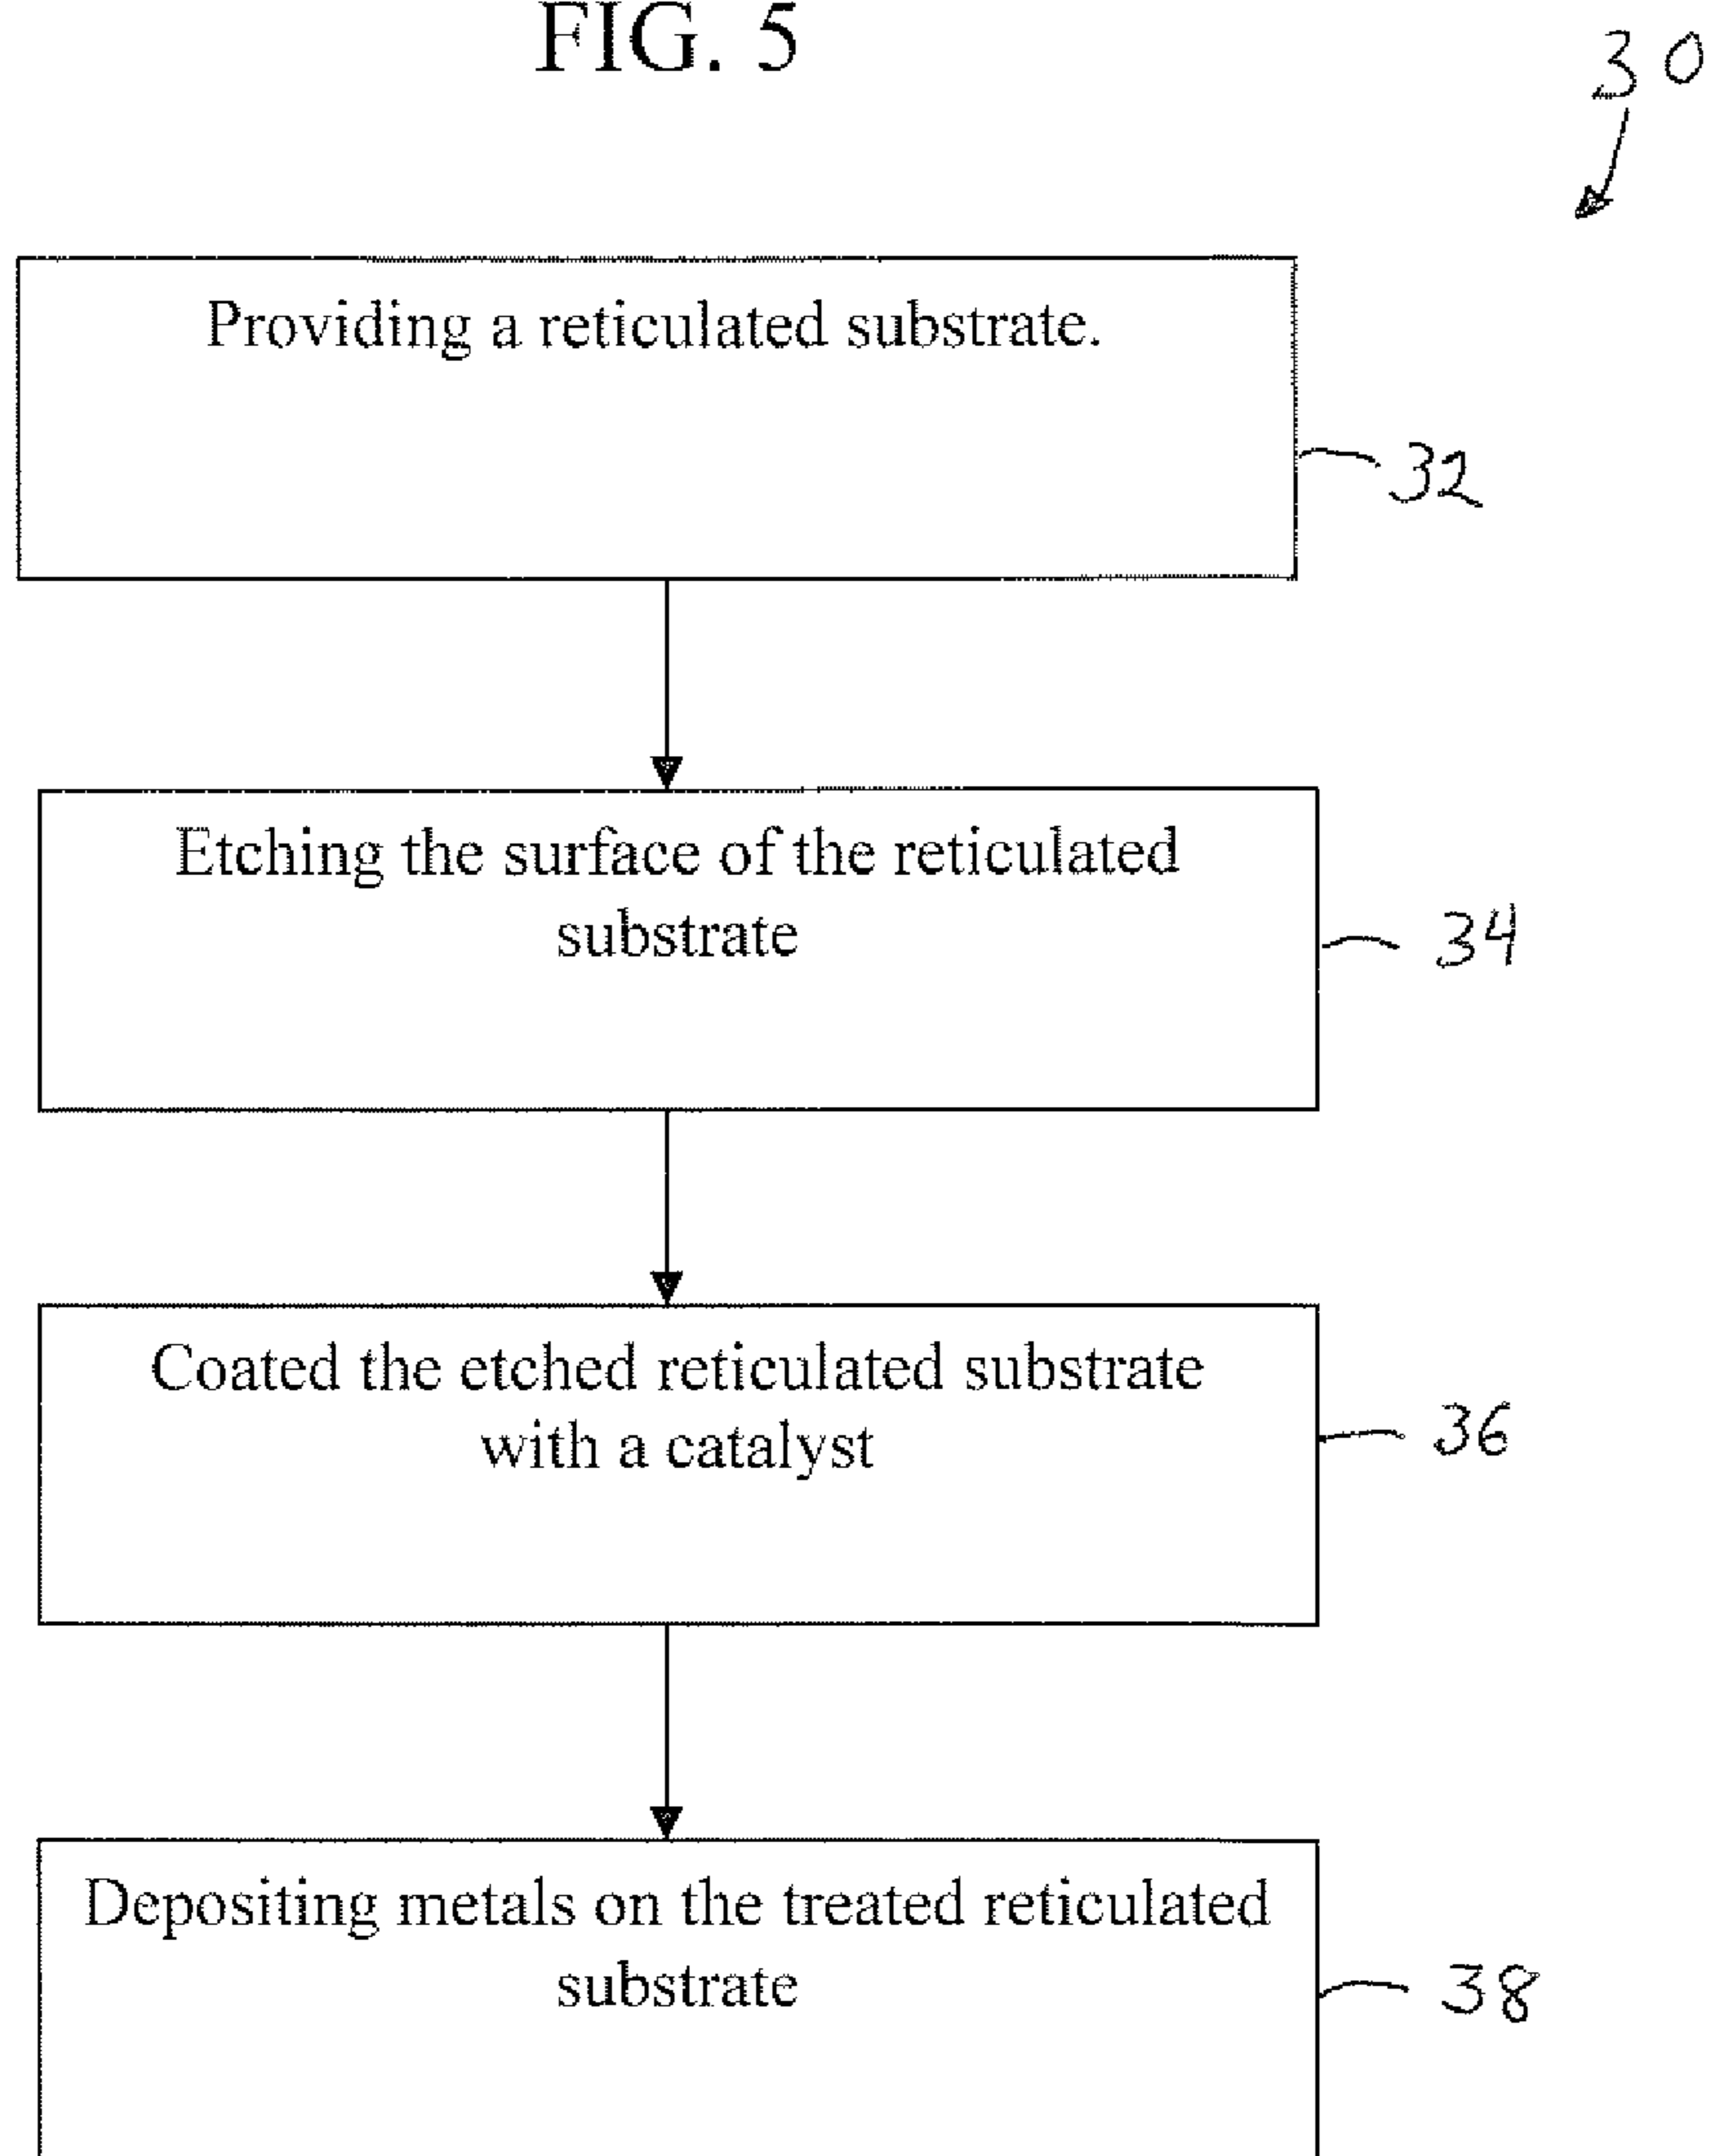 FIG. 5
30
Providing a reticulated substrate.
32
Etching the surface of the reticulated
substrate
34
Coated the etched reticulated substrate
with a catalyst
36
Depositing metals on the treated reticulated
substrate
38